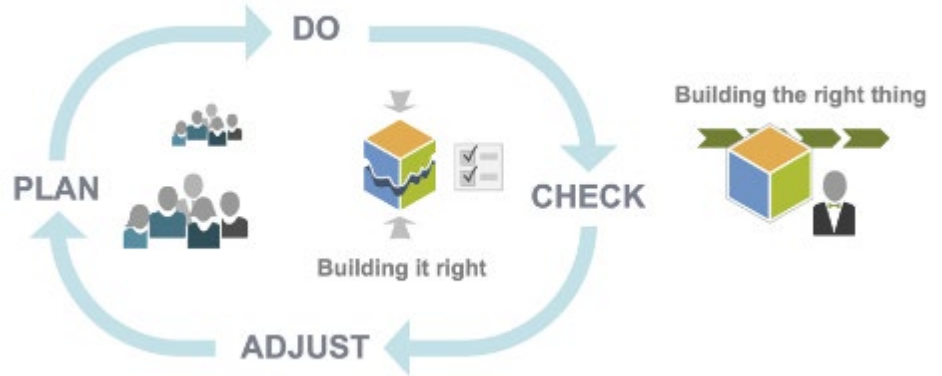 DO
Building the right thing
PLAN
CHECK
Building it right
ADJUST